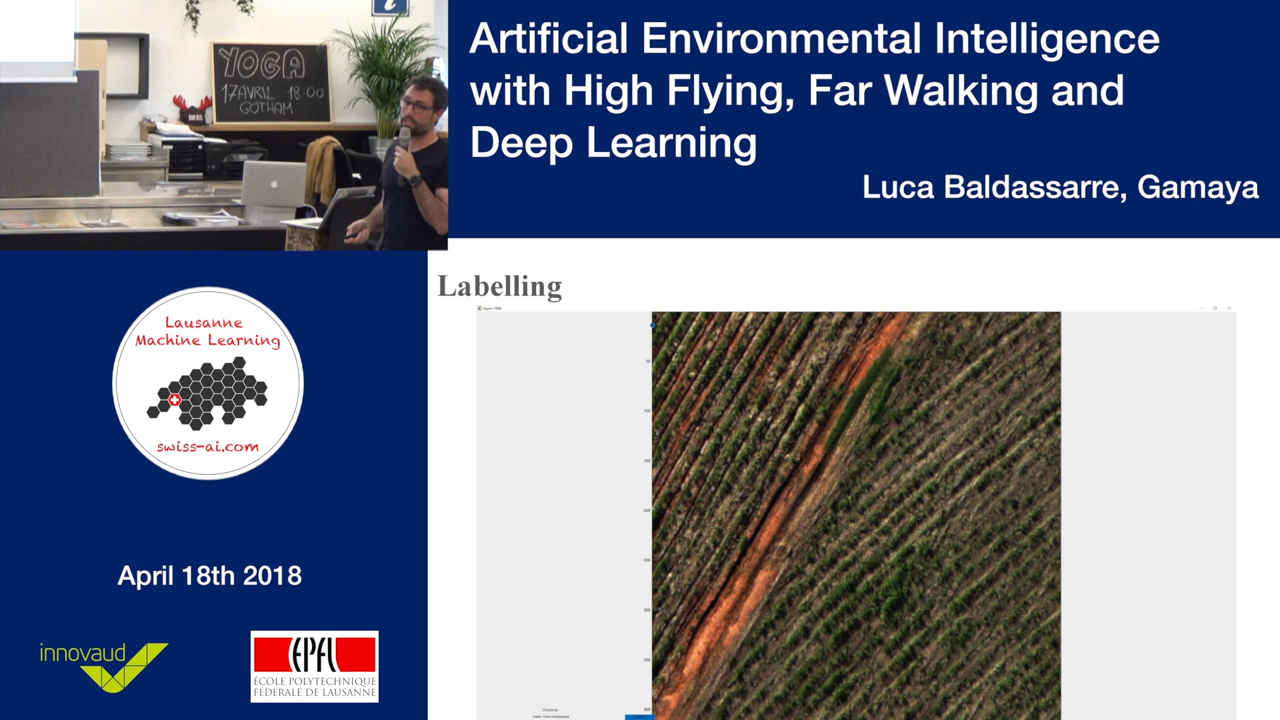 YOGA
17 AVRIL 18:00
GOTHAM
Artificial Environmental Intelligence
with High Flying, Far Walking and
Deep Learning
Luca Baldassarre, Gamaya
Lausanne
Machine Learning
swiss-ai.com
April 18th 2018
innovaud
EPFL
ÉCOLE POLYTECHNIQUE
FÉDÉRALE DE LAUSANNE
Labelling